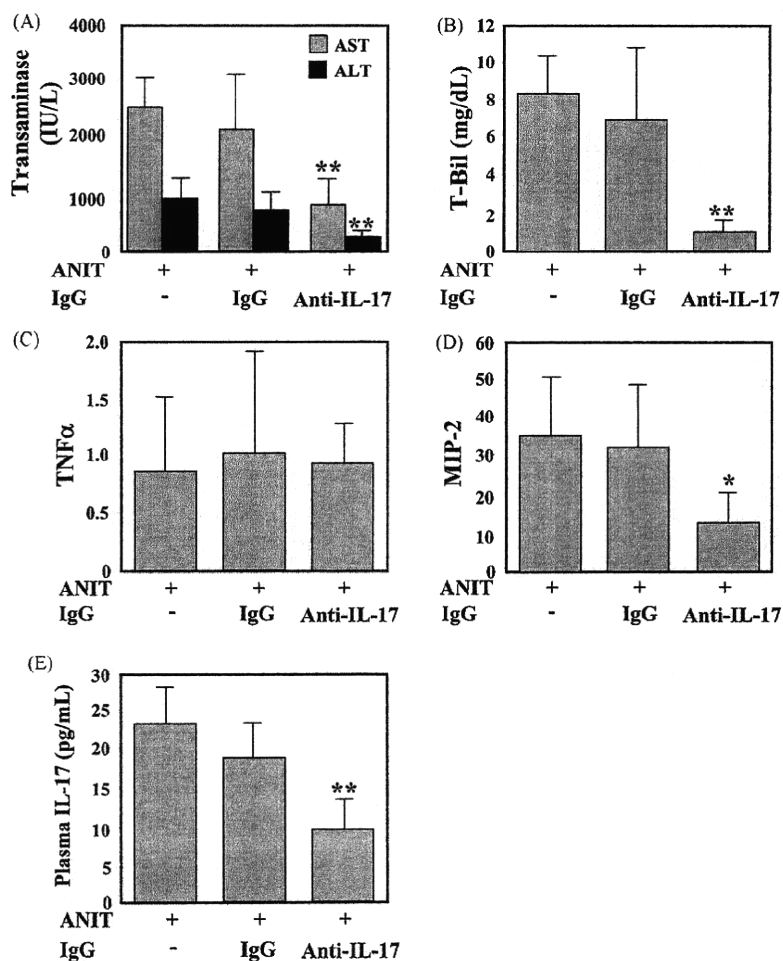 (A)
Transaminase
(IU/L)
4000
3000
2000
1000
0
AST
ALT
**
**
ANIT + + +
IgG - IgG Anti-IL-17
(B)
T-Bil (mg/dL)
12
10
8
6
4
2
0
**
ANIT + + +
IgG - IgG Anti-IL-17
(C)
TNFα
2.0
1.5
1.0
0.5
0
ANIT + + +
IgG - IgG Anti-IL-17
(D)
MIP-2
60
50
40
30
20
10
0
*
ANIT + + +
IgG - IgG Anti-IL-17
(E)
Plasma IL-17 (pg/mL)
30
25
20
15
10
5
0
**
ANIT + + +
IgG - IgG Anti-IL-17